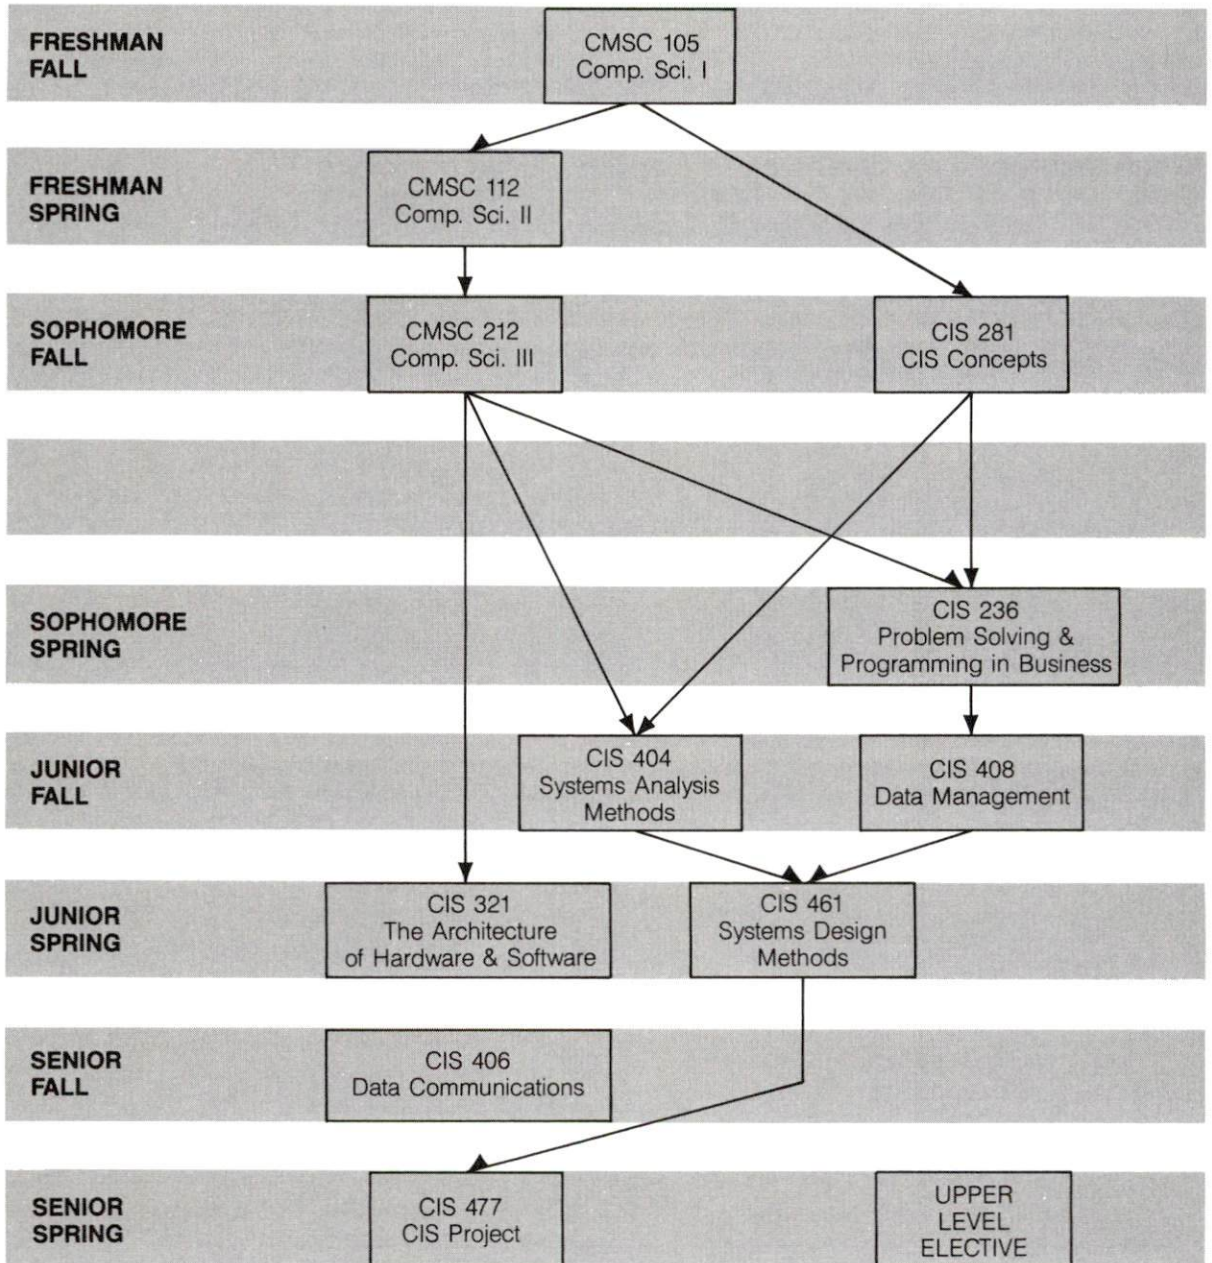 FRESHMAN
FALL
CMSC 105
Comp. Sci. I
FRESHMAN
SPRING
CMSC 112
Comp. Sci. II
SOPHOMORE
FALL
CMSC 212
Comp. Sci. III
CIS 281
CIS Concepts
SOPHOMORE
SPRING
CIS 236
Problem Solving &
Programming in Business
JUNIOR
FALL
CIS 404
Systems Analysis
Methods
CIS 408
Data Management
JUNIOR
SPRING
CIS 321
The Architecture
of Hardware & Software
CIS 461
Systems Design
Methods
SENIOR
FALL
CIS 406
Data Communications
SENIOR
SPRING
CIS 477
CIS Project
UPPER
LEVEL
ELECTIVE